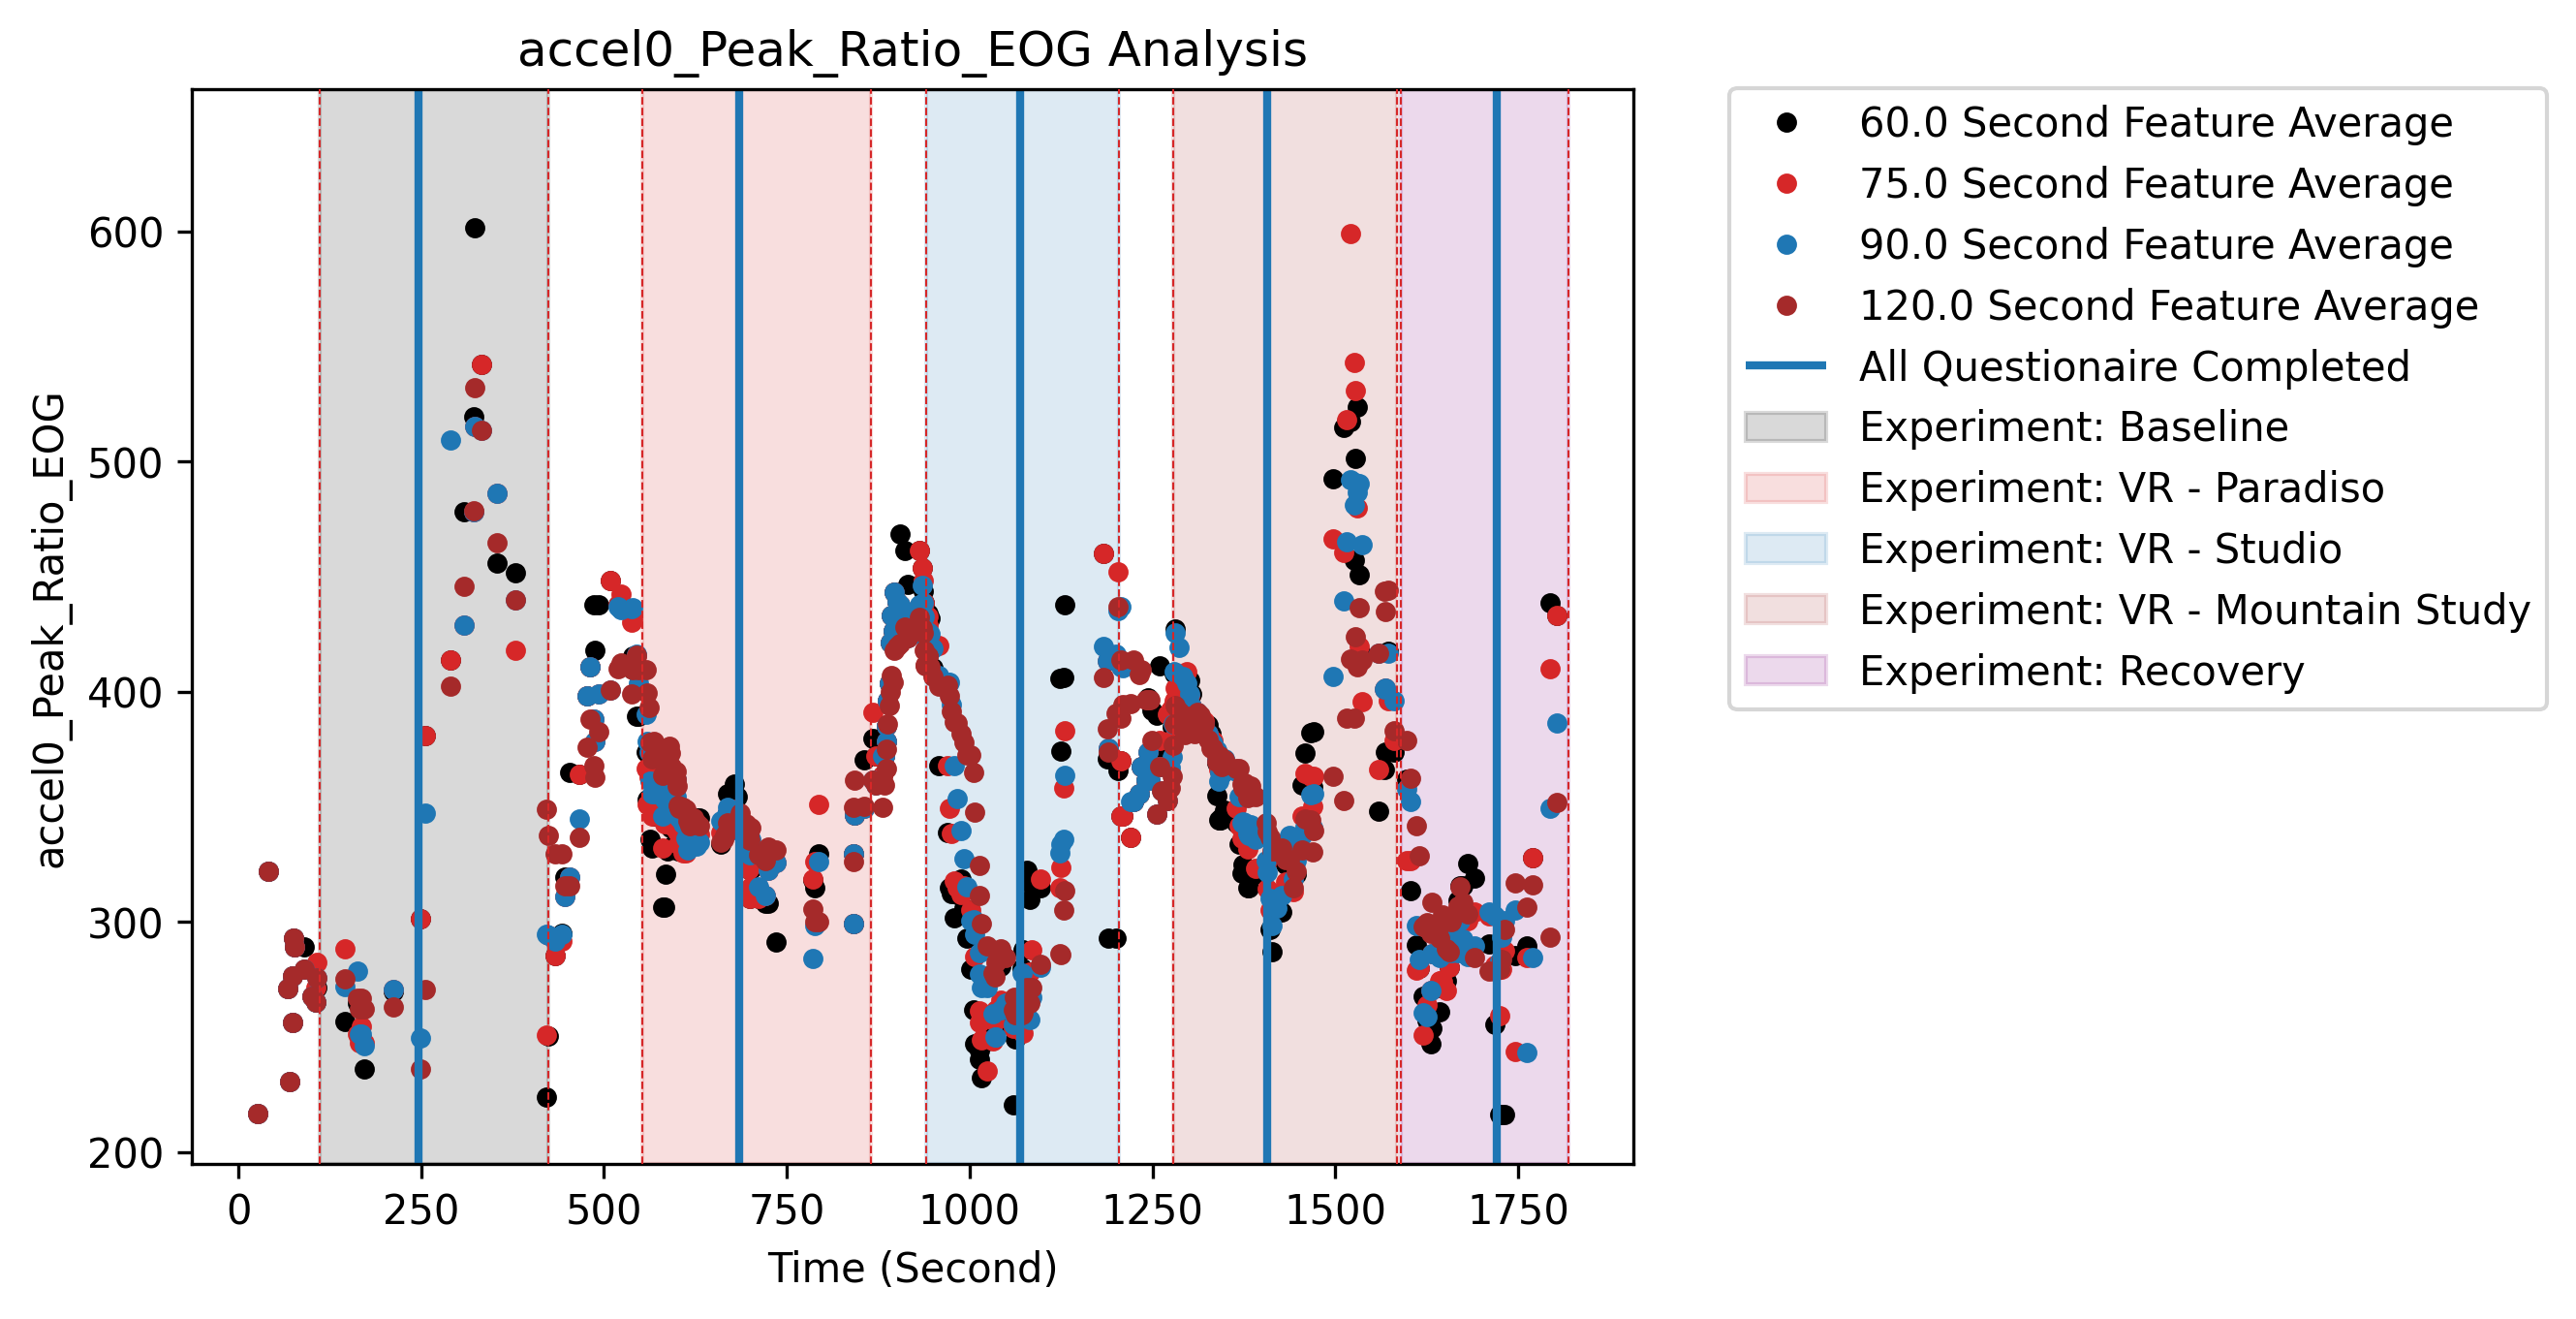 accel0_Peak_Ratio_EOG Analysis
accel0_Peak_Ratio_EOG
600
500
400
300
200
0 250 500 750 1000 1250 1500 1750
Time (Second)
60.0 Second Feature Average
75.0 Second Feature Average
90.0 Second Feature Average
120.0 Second Feature Average
All Questionaire Completed
Experiment: Baseline
Experiment: VR - Paradiso
Experiment: VR - Studio
Experiment: VR - Mountain Study
Experiment: Recovery